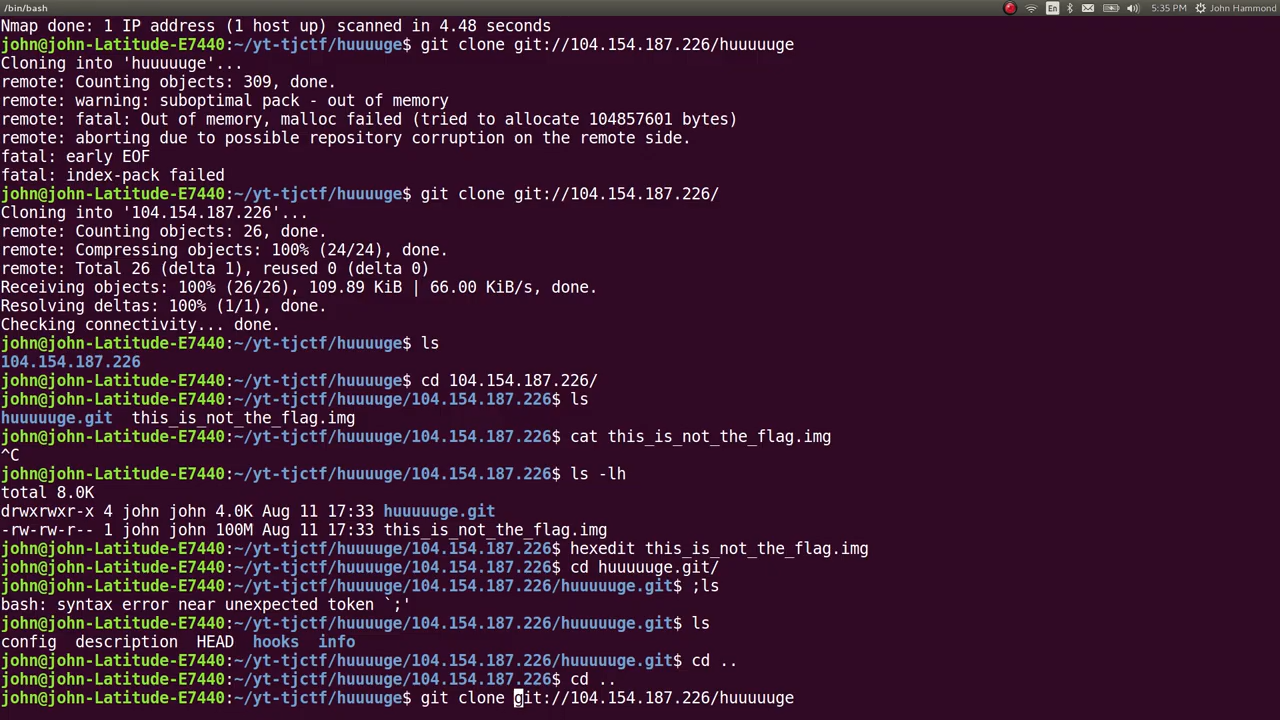 /bin/bash En 5:35 PM John Hammond
Nmap done: 1 IP address (1 host up) scanned in 4.48 seconds
john@john-Latitude-E7440:~/yt-tjctf/huuuuge$ git clone git://104.154.187.226/huuuuuge
Cloning into 'huuuuuge'...
remote: Counting objects: 309, done.
remote: warning: suboptimal pack - out of memory
remote: fatal: Out of memory, malloc failed (tried to allocate 104857601 bytes)
remote: aborting due to possible repository corruption on the remote side.
fatal: early EOF
fatal: index-pack failed
john@john-Latitude-E7440:~/yt-tjctf/huuuuge$ git clone git://104.154.187.226/
Cloning into '104.154.187.226'...
remote: Counting objects: 26, done.
remote: Compressing objects: 100% (24/24), done.
remote: Total 26 (delta 1), reused 0 (delta 0)
Receiving objects: 100% (26/26), 109.89 KiB | 66.00 KiB/s, done.
Resolving deltas: 100% (1/1), done.
Checking connectivity... done.
john@john-Latitude-E7440:~/yt-tjctf/huuuuge$ ls
104.154.187.226
john@john-Latitude-E7440:~/yt-tjctf/huuuuge$ cd 104.154.187.226/
john@john-Latitude-E7440:~/yt-tjctf/huuuuge/104.154.187.226$ ls
huuuuuge.git  this_is_not_the_flag.img
john@john-Latitude-E7440:~/yt-tjctf/huuuuge/104.154.187.226$ cat this_is_not_the_flag.img
^C
john@john-Latitude-E7440:~/yt-tjctf/huuuuge/104.154.187.226$ ls -lh
total 8.0K
drwxrwxr-x 4 john john 4.0K Aug 11 17:33 huuuuuge.git
-rw-rw-r-- 1 john john 100M Aug 11 17:33 this_is_not_the_flag.img
john@john-Latitude-E7440:~/yt-tjctf/huuuuge/104.154.187.226$ hexedit this_is_not_the_flag.img
john@john-Latitude-E7440:~/yt-tjctf/huuuuge/104.154.187.226$ cd huuuuuge.git/
john@john-Latitude-E7440:~/yt-tjctf/huuuuge/104.154.187.226/huuuuuge.git$ ;ls
bash: syntax error near unexpected token `;'
john@john-Latitude-E7440:~/yt-tjctf/huuuuge/104.154.187.226/huuuuuge.git$ ls
config  description  HEAD  hooks  info
john@john-Latitude-E7440:~/yt-tjctf/huuuuge/104.154.187.226/huuuuuge.git$ cd ..
john@john-Latitude-E7440:~/yt-tjctf/huuuuge/104.154.187.226$ cd ..
john@john-Latitude-E7440:~/yt-tjctf/huuuuge$ git clone git://104.154.187.226/huuuuuge